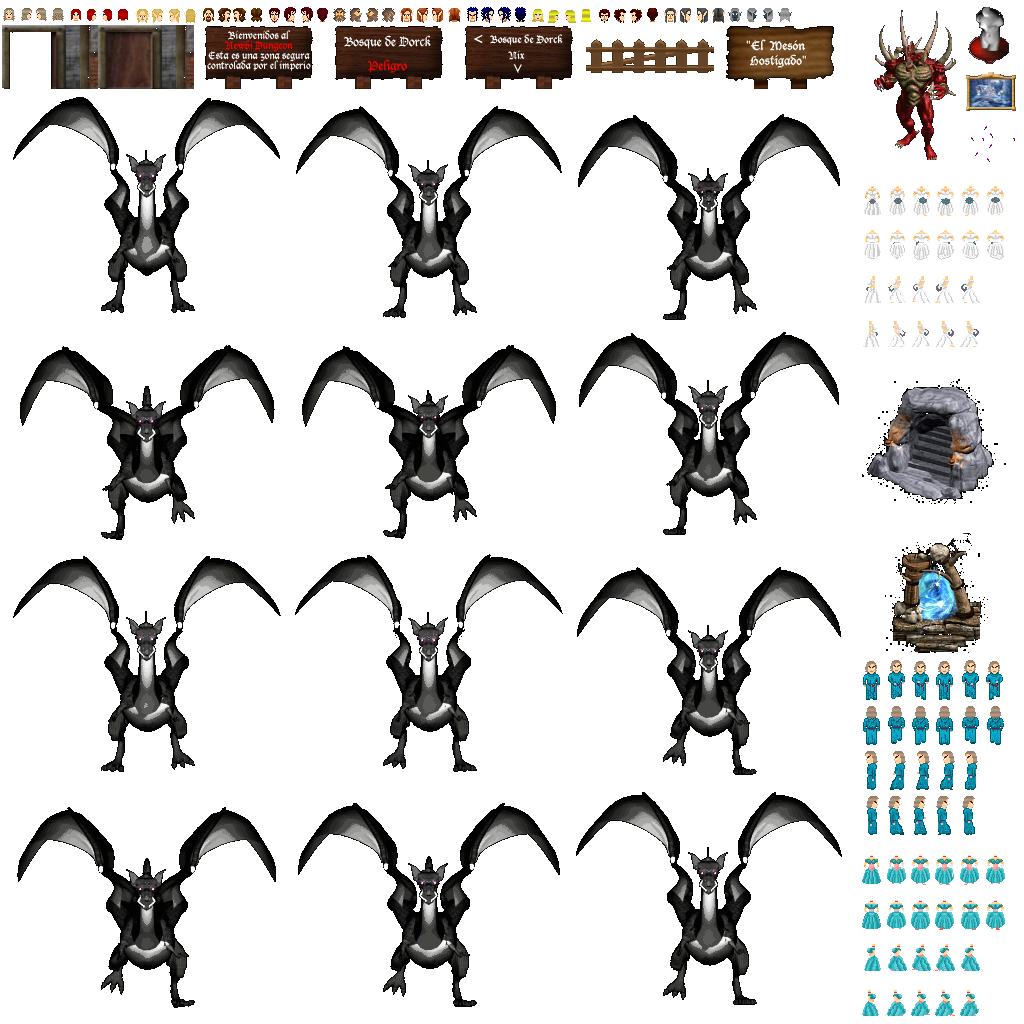 Bienvenidos al
Newbi Dungeon
Esta es una zona segura
controlada por el imperio
Bosque de Dorck
Peligro
< Bosque de Dorck
Nix
V
"El Mesón
Hostigado"